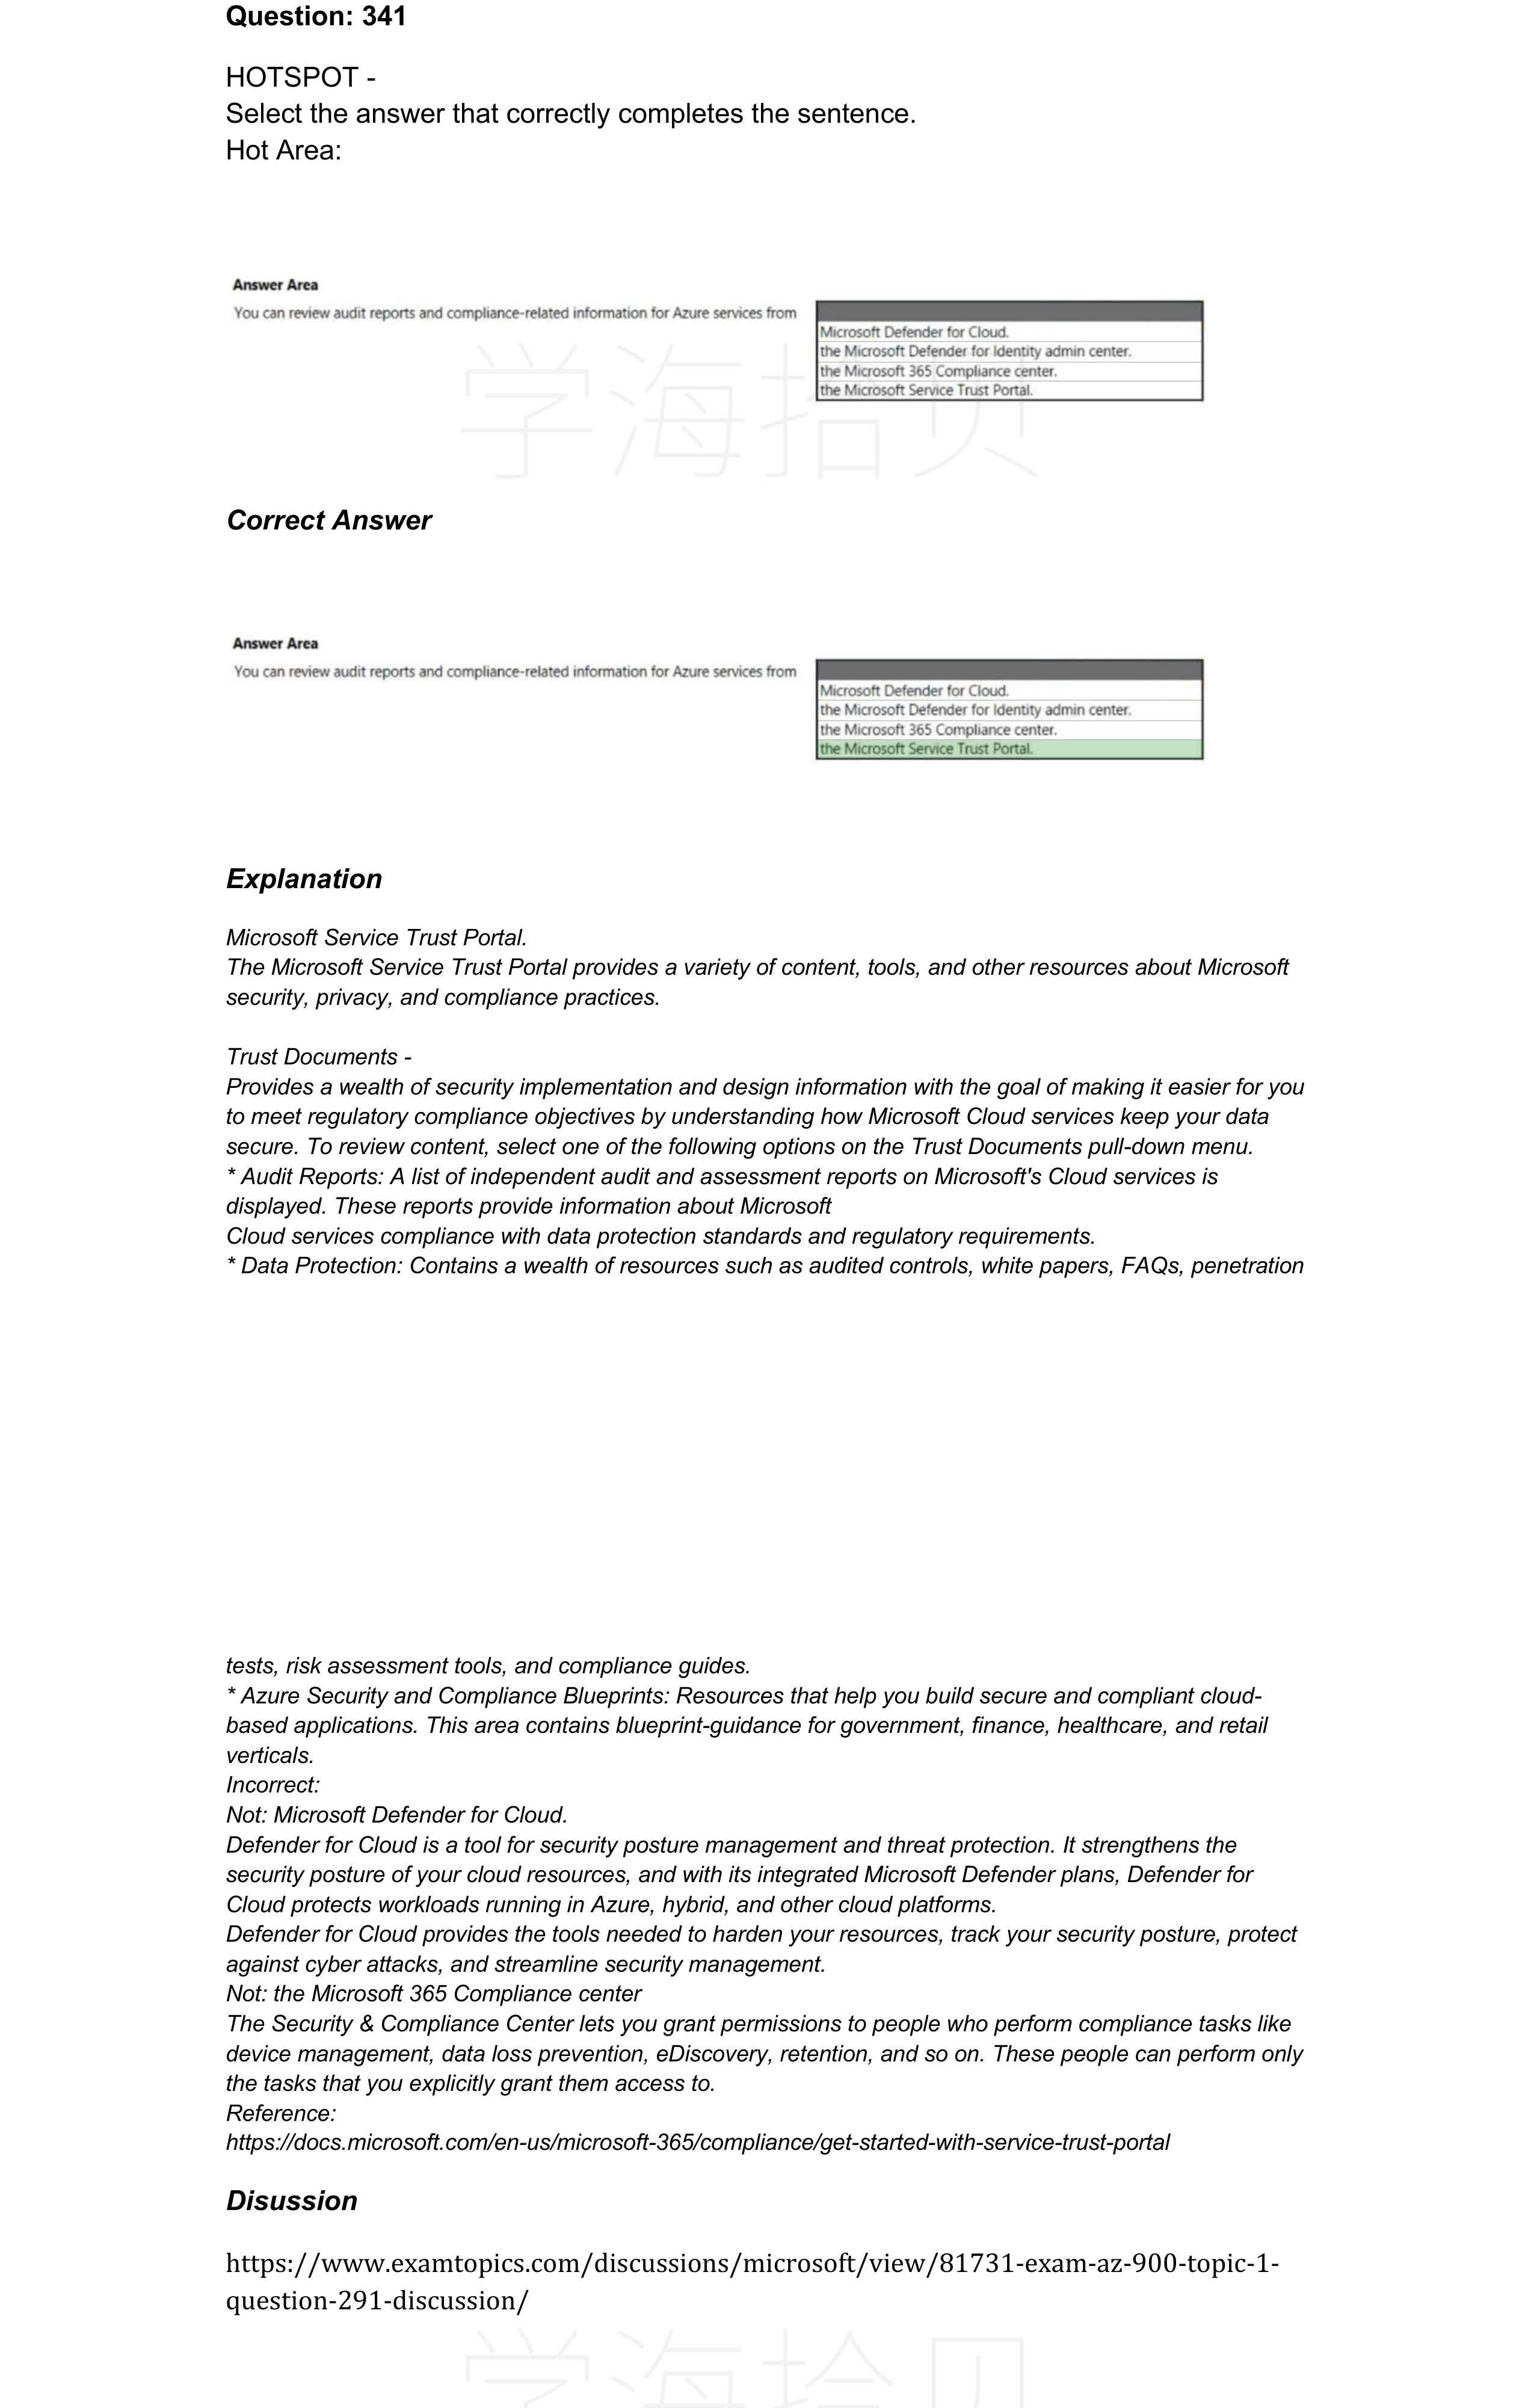 Question: 341
HOTSPOT -
Select the answer that correctly completes the sentence.
Hot Area:
Answer Area
You can review audit reports and compliance-related information for Azure services from
Microsoft Defender for Cloud.
the Microsoft Defender for Identity admin center.
the Microsoft 365 Compliance center.
the Microsoft Service Trust Portal.
学海拾贝
Correct Answer
Answer Area
You can review audit reports and compliance-related information for Azure services from
Microsoft Defender for Cloud.
the Microsoft Defender for Identity admin center.
the Microsoft 365 Compliance center.
the Microsoft Service Trust Portal.
Explanation
Microsoft Service Trust Portal.
The Microsoft Service Trust Portal provides a variety of content, tools, and other resources about Microsoft
security, privacy, and compliance practices.
Trust Documents -
Provides a wealth of security implementation and design information with the goal of making it easier for you
to meet regulatory compliance objectives by understanding how Microsoft Cloud services keep your data
secure. To review content, select one of the following options on the Trust Documents pull-down menu.
* Audit Reports: A list of independent audit and assessment reports on Microsoft's Cloud services is
displayed. These reports provide information about Microsoft
Cloud services compliance with data protection standards and regulatory requirements.
* Data Protection: Contains a wealth of resources such as audited controls, white papers, FAQs, penetration
tests, risk assessment tools, and compliance guides.
* Azure Security and Compliance Blueprints: Resources that help you build secure and compliant cloud-
based applications. This area contains blueprint-guidance for government, finance, healthcare, and retail
verticals.
Incorrect:
Not: Microsoft Defender for Cloud.
Defender for Cloud is a tool for security posture management and threat protection. It strengthens the
security posture of your cloud resources, and with its integrated Microsoft Defender plans, Defender for
Cloud protects workloads running in Azure, hybrid, and other cloud platforms.
Defender for Cloud provides the tools needed to harden your resources, track your security posture, protect
against cyber attacks, and streamline security management.
Not: the Microsoft 365 Compliance center
The Security & Compliance Center lets you grant permissions to people who perform compliance tasks like
device management, data loss prevention, eDiscovery, retention, and so on. These people can perform only
the tasks that you explicitly grant them access to.
Reference:
https://docs.microsoft.com/en-us/microsoft-365/compliance/get-started-with-service-trust-portal
Disussion
https://www.examtopics.com/discussions/microsoft/view/81731-exam-az-900-topic-1-
question-291-discussion/
学海拾贝